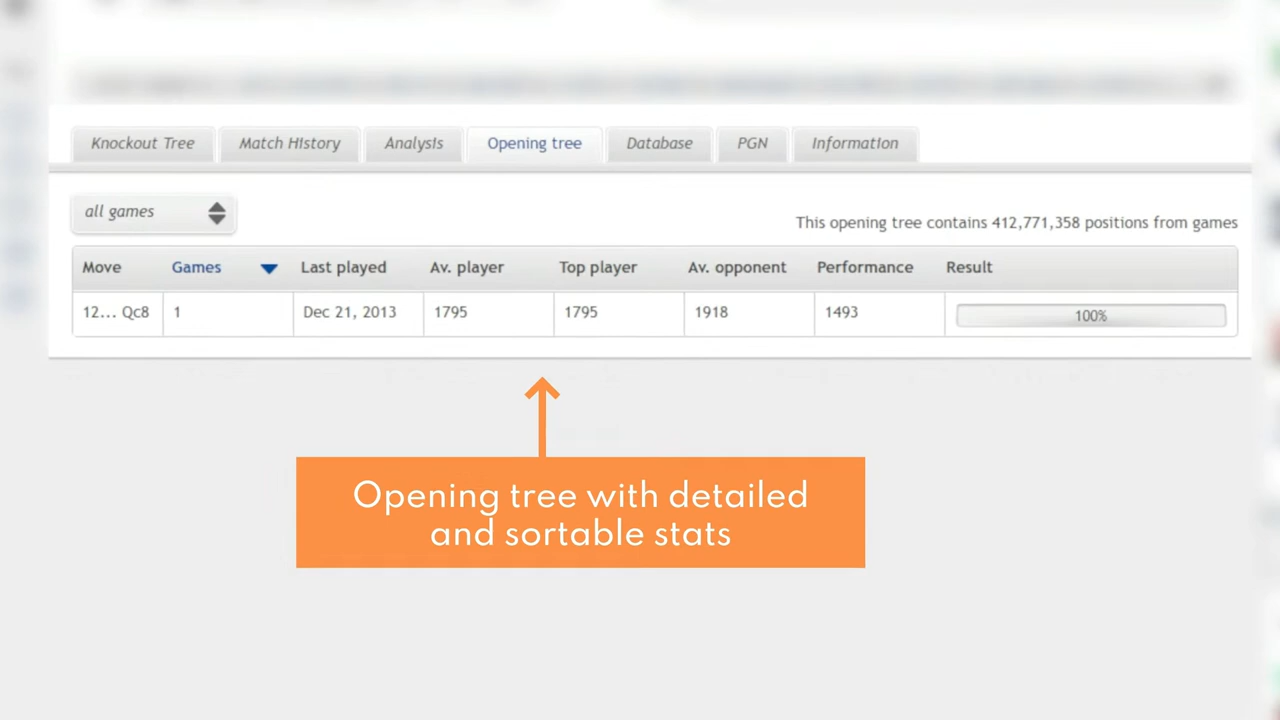 Knockout Tree Match History Analysis Opening tree Database PGN Information
all games
This opening tree contains 412,771,358 positions from games
Move Games Last played Av. player Top player Av. opponent Performance Result
12... Qc8 1 Dec 21, 2013 1795 1795 1918 1493 100%
Opening tree with detailed
and sortable stats